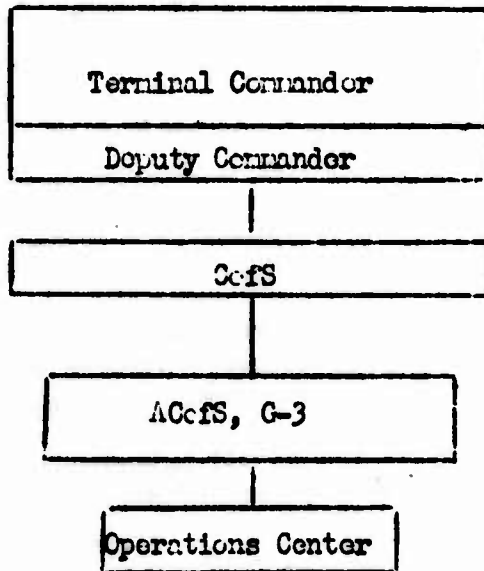 Terminal Commander
Deputy Commander
CofS
ACofS, G-3
Operations Center